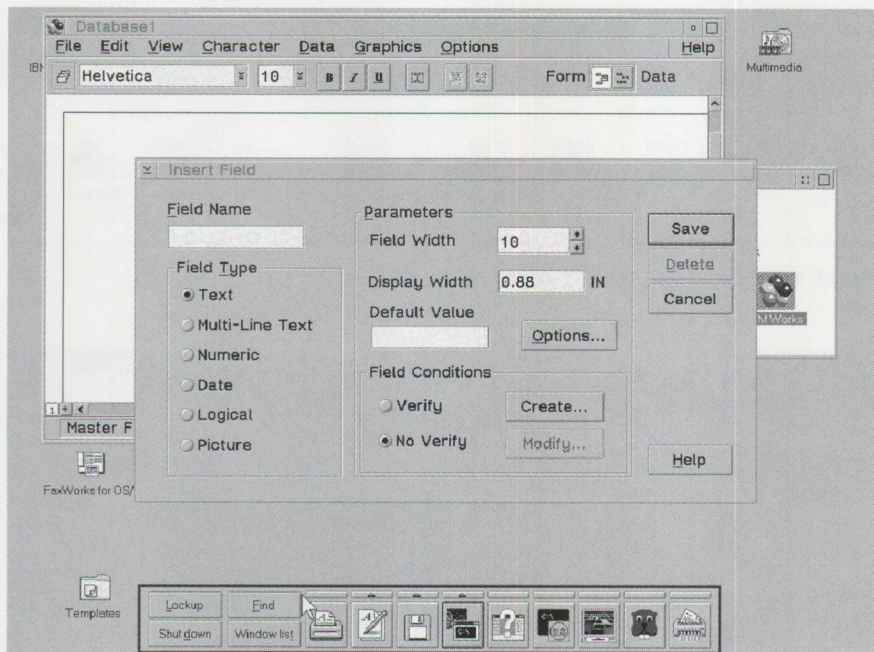 Database1
File Edit View Character Data Graphics Options Help
Helvetica 10 B I U Form Data
Multimedia
Insert Field
Field Name
Field Type
Text
Multi-Line Text
Numeric
Date
Logical
Picture
Parameters
Field Width 10
Display Width 0.88 IN
Default Value
Options...
Field Conditions
Verify Create...
No Verify Modify...
Save
Delete
Cancel
Help
M Works
1
Master F
FaxWorks for OS/
Templates
Lockup Find
Shut down Window list